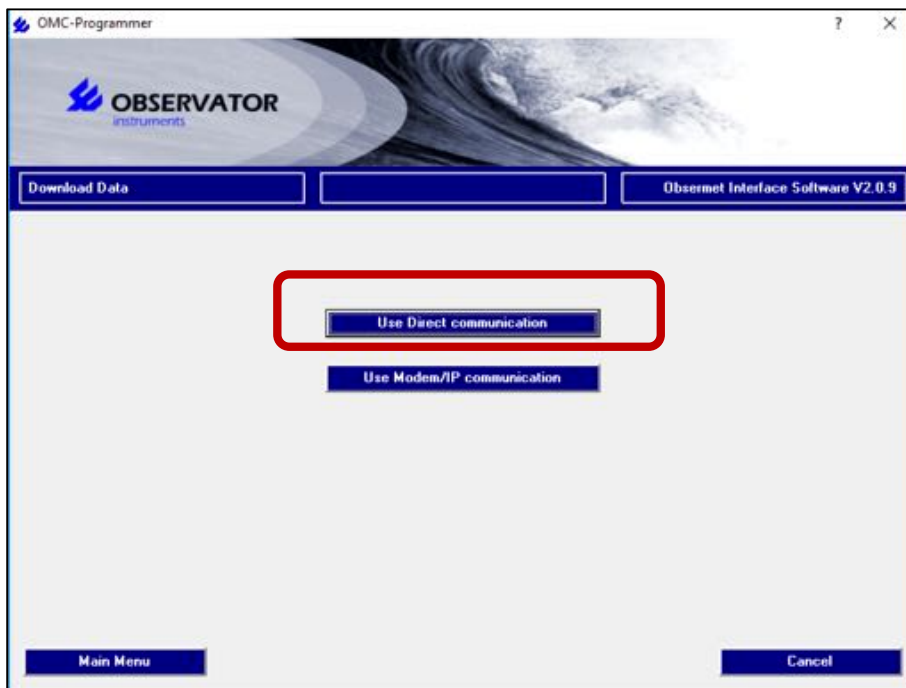 OMC-Programmer
?
OBSERVATOR
instruments
Download Data
Obsermet Interface Software V2.0.9
Use Direct communication
Use Modem/IP communication
Main Menu
Cancel